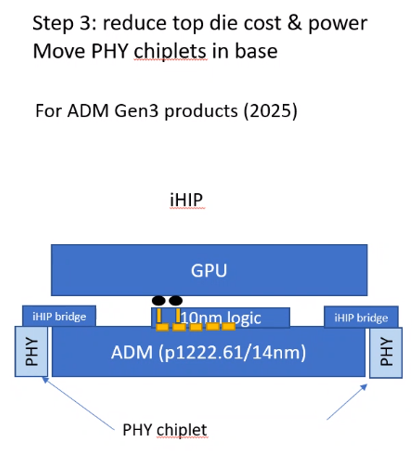 Step 3: reduce top die cost & power
Move PHY chiplets in base
For ADM Gen3 products (2025)
iHIP
GPU
iHIP bridge
10nm logic
iHIP bridge
PHY
ADM (p1222.61/14nm)
PHY
PHY chiplet